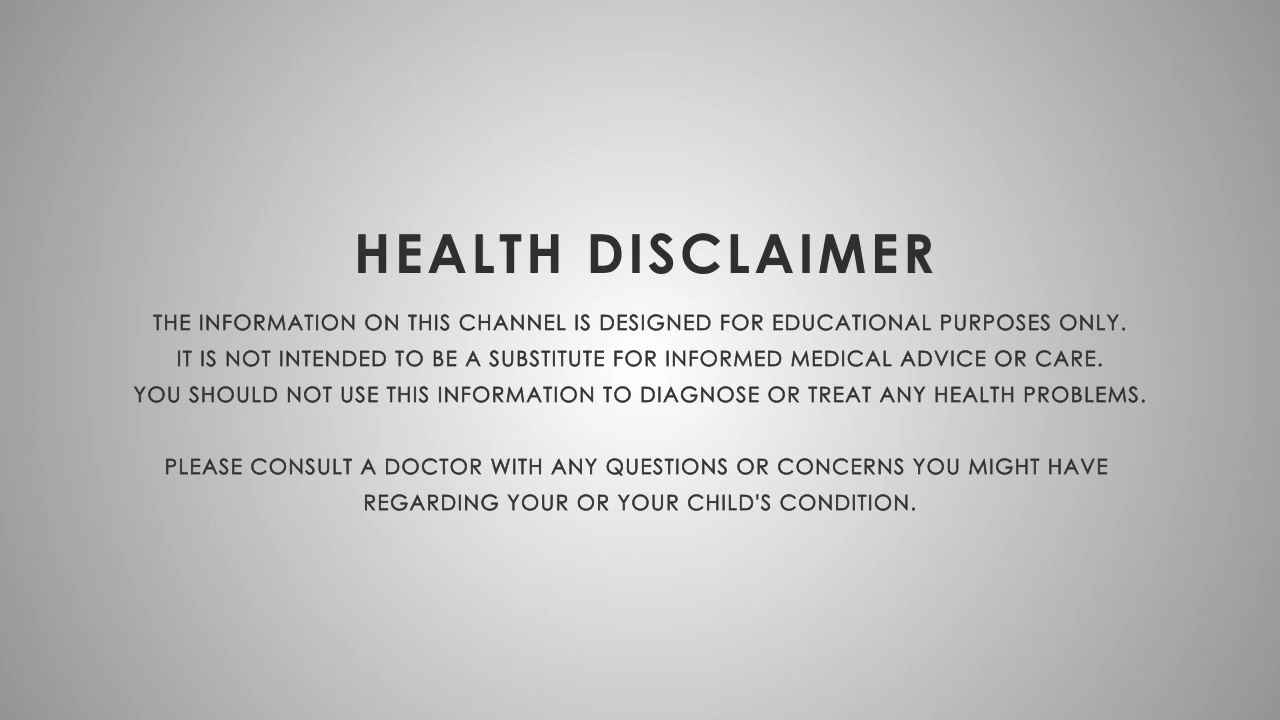 HEALTH DISCLAIMER
THE INFORMATION ON THIS CHANNEL IS DESIGNED FOR EDUCATIONAL PURPOSES ONLY.
IT IS NOT INTENDED TO BE A SUBSTITUTE FOR INFORMED MEDICAL ADVICE OR CARE.
YOU SHOULD NOT USE THIS INFORMATION TO DIAGNOSE OR TREAT ANY HEALTH PROBLEMS.
PLEASE CONSULT A DOCTOR WITH ANY QUESTIONS OR CONCERNS YOU MIGHT HAVE
REGARDING YOUR OR YOUR CHILD'S CONDITION.